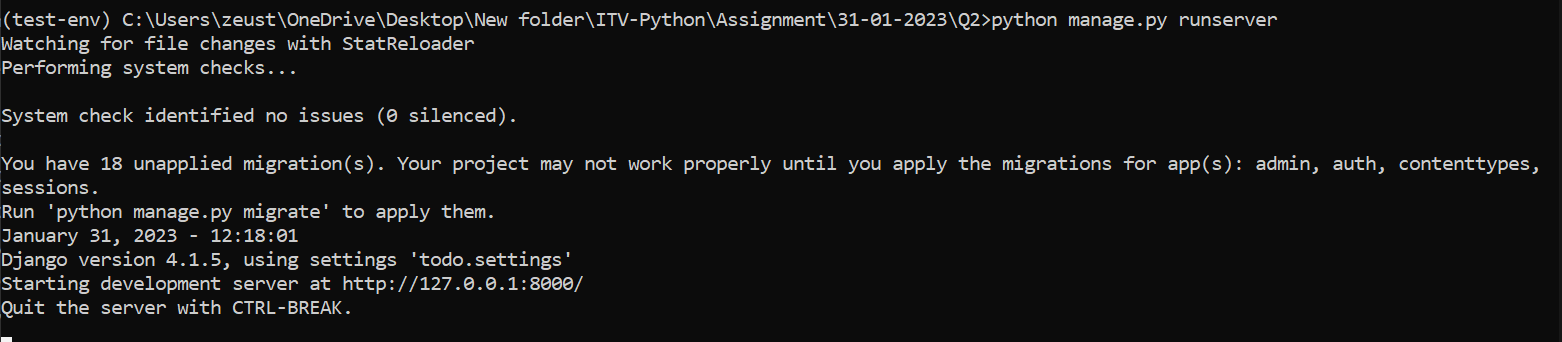 (test-env) C:\Users\zeust\OneDrive\Desktop\New folder\ITV-Python\Assignment\31-01-2023\Q2>python manage.py runserver
Watching for file changes with StatReloader
Performing system checks...
System check identified no issues (0 silenced).
You have 18 unapplied migration(s). Your project may not work properly until you apply the migrations for app(s): admin, auth, contenttypes,
sessions.
Run 'python manage.py migrate' to apply them.
January 31, 2023 - 12:18:01
Django version 4.1.5, using settings 'todo.settings'
Starting development server at http://127.0.0.1:8000/
Quit the server with CTRL-BREAK.